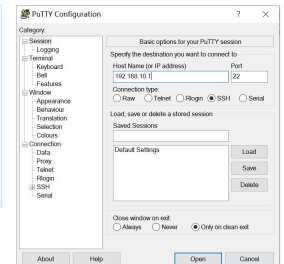 PuTTY Configuration
Category:
Session
Logging
Terminal
Keyboard
Bell
Features
Window
Appearance
Behaviour
Translation
Selection
Colours
Connection
Data
Proxy
Telnet
Rlogin
SSH
Serial
Basic options for your PuTTY session
Specify the destination you want to connect to
Host Name (or IP address) Port
192.168.10.1 22
Connection type:
Raw Telnet Rlogin SSH Serial
Load, save or delete a stored session
Saved Sessions
Default Settings
Load
Save
Delete
Close window on exit:
Always Never Only on clean exit
About Help Open Cancel